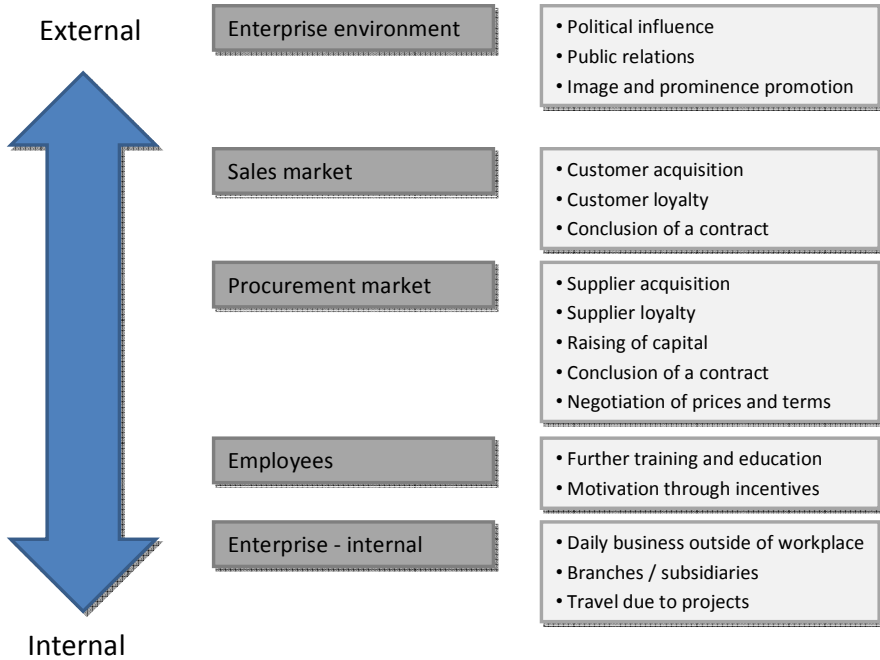 External
Enterprise environment
• Political influence
• Public relations
• Image and prominence promotion
Sales market
• Customer acquisition
• Customer loyalty
• Conclusion of a contract
Procurement market
• Supplier acquisition
• Supplier loyalty
• Raising of capital
• Conclusion of a contract
• Negotiation of prices and terms
Employees
• Further training and education
• Motivation through incentives
Enterprise - internal
• Daily business outside of workplace
• Branches / subsidiaries
• Travel due to projects
Internal